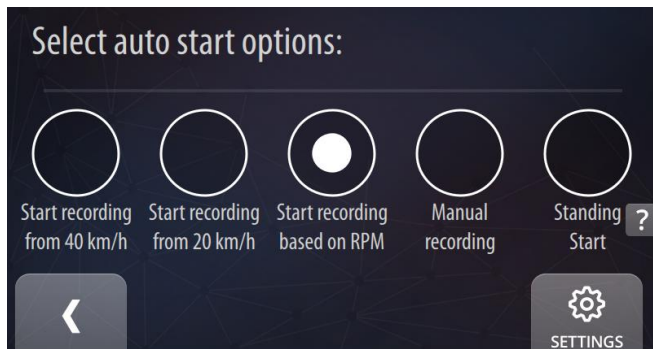 Select auto start options:
Start recording
from 40 km/h
Start recording
from 20 km/h
Start recording
based on RPM
Manual
recording
Standing
Start
?
SETTINGS